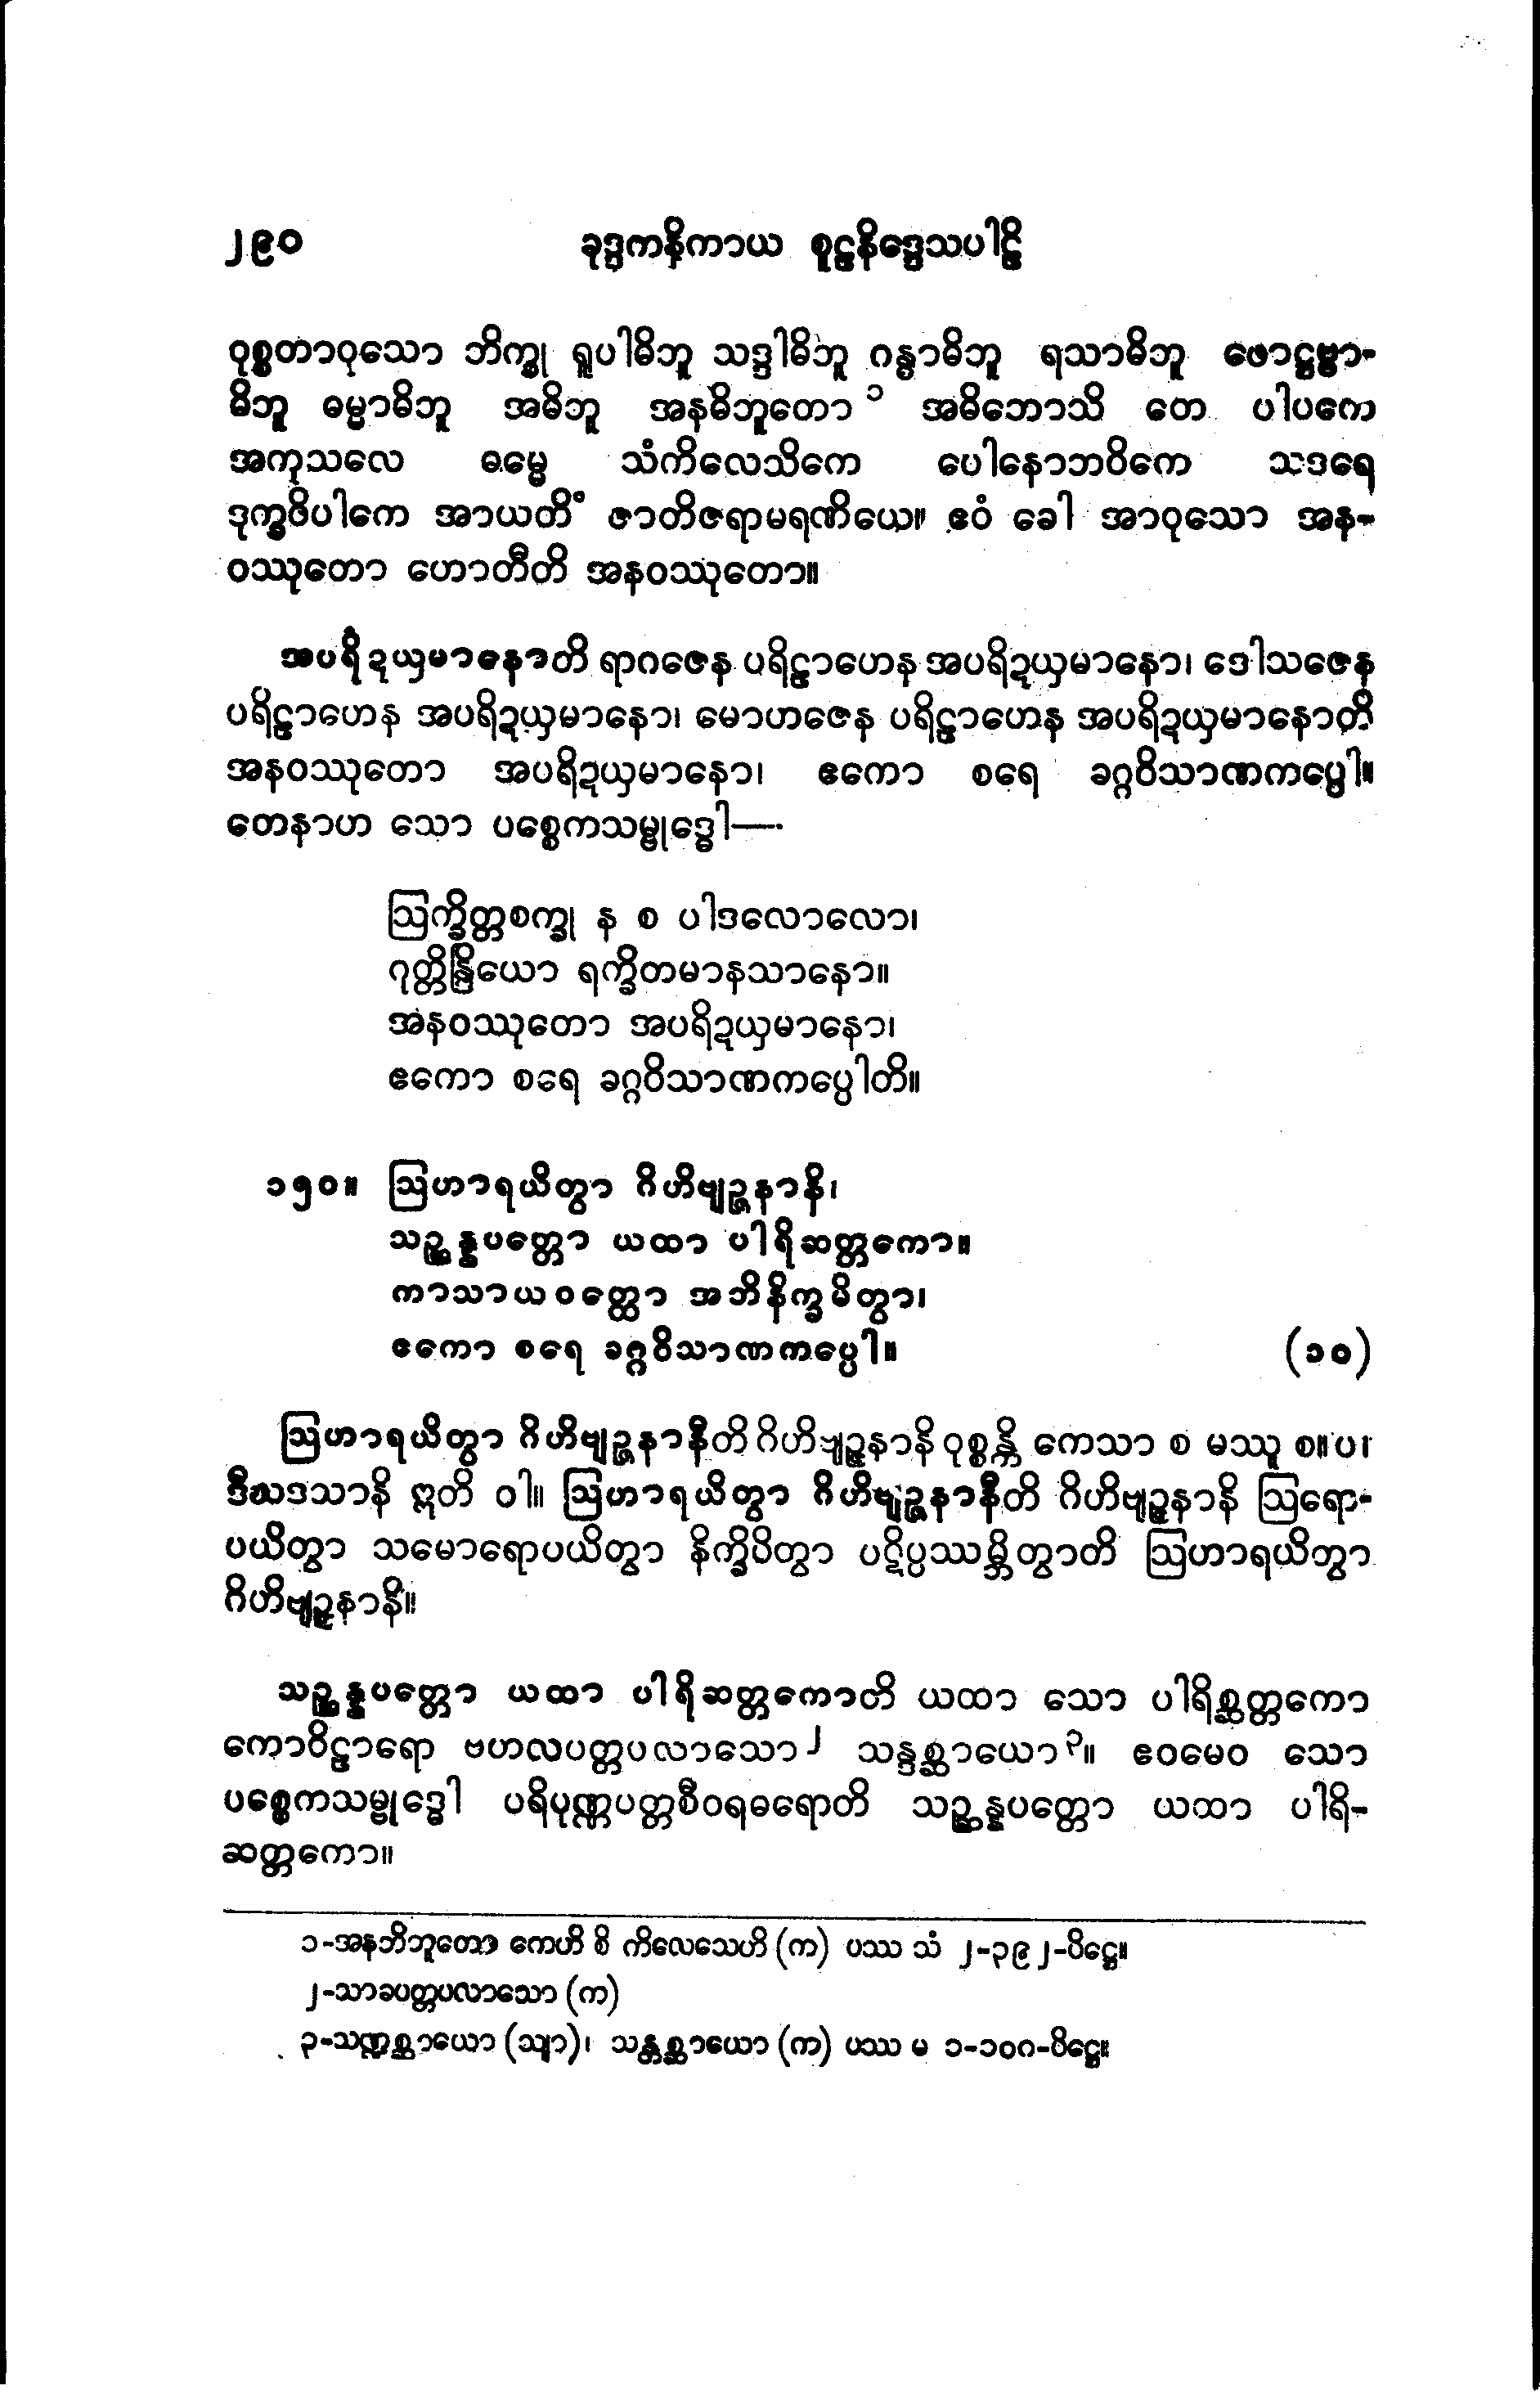 ၂၉၀ ခုဒ္ဒကနိကာယ စူဠနိဒ္ဒေသပါဠိ
ဝုစ္စတာဝုသော ဘိက္ခု ရူပါဓိဘူ သဒ္ဒါဓိဘူ ဂန္ဓာဓိဘူ ရသာဓိဘူ ဖောဋ္ဌဗ္ဗာ-
ဓိဘူ ဓမ္မာဓိဘူ အဓိဘူ အနဓိဘူတော ၁ အဓိဘောသိ တေ ပါပကေ
အကုသလေ ဓမ္မေ သံကိလေသိကေ ပေါနောဘဝိကေ သဒရေ
ဒုက္ခဝိပါကေ အာယတိံ ဇာတိဇရာမရဏိယေ။ ဧဝံ ခေါ အာဝုသော အန-
ဝဿုတော ဟောတီတိ အနဝဿုတော။
အပရိဍယှမာနောတိ ရာဂဇေန ပရိဠာဟေန အပရိဍယှမာနော၊ ဒေါသဇေန
ပရိဠာဟေန အပရိဍယှမာနော၊ မောဟဇေန ပရိဠာဟေန အပရိဍယှမာနောတိ
အနဝဿုတော အပရိဍယှမာနော၊ ဧကော စရေ ခဂ္ဂဝိသာဏကပ္ပေါ။
တေနာဟ သော ပစ္စေကသမ္ဗုဒ္ဓေါ—
ဩက္ခိတ္တစက္ခု န စ ပါဒလောလော၊
ဂုတ္တိန္ဒြိယော ရက္ခိတမာနသာနော။
အနဝဿုတော အပရိဍယှမာနော၊
ဧကော စရေ ခဂ္ဂဝိသာဏကပ္ပေါတိ။
၁၅၀။ ဩဟာရယိတွာ ဂိဟိဗျဉ္ဇနာနိ၊
သဉ္ဆန္နပတ္တော ယထာ ပါရိဆတ္တကော။
ကာသာယဝတ္ထော အဘိနိက္ခမိတွာ၊
ဧကော စရေ ခဂ္ဂဝိသာဏကပ္ပေါ။ (၁၀)
ဩဟာရယိတွာ ဂိဟိဗျဉ္ဇနာနီတိ ဂိဟိဗျဉ္ဇနာနိ ဝုစ္စန္တိ ကေသာ စ မဿူ စ။ပ၊
ဒီဃဒသာနိ ဣတိ ဝါ။ ဩဟာရယိတွာ ဂိဟိဗျဉ္ဇနာနီတိ ဂိဟိဗျဉ္ဇနာနိ ဩရော-
ပယိတွာ သမောရောပယိတွာ နိက္ခိပိတွာ ပဋိပ္ပဿမ္ဘိတွာတိ ဩဟာရယိတွာ
ဂိဟိဗျဉ္ဇနာနိ။
သဉ္ဆန္နပတ္တော ယထာ ပါရိဆတ္တကောတိ ယထာ သော ပါရိစ္ဆတ္တကော
ကောဝိဠာရော ဗဟလပတ္တပလာသော၂ သန္ဒစ္ဆာယော၃။ ဧဝမေဝ သော
ပစ္စေကသမ္ဗုဒ္ဓေါ ပရိပုဏ္ဏပတ္တစီဝရဓရောတိ သဉ္ဆန္နပတ္တော ယထာ ပါရိ-
ဆတ္တကော။
၁-အနဘိဘူတော ကေဟိ စိ ကိလေသေဟိ (က) ပဿ သံ ၂-၃၉၂-ပိဋ္ဌေ။
၂-သာခပတ္တပလာသော (က)
၃-သဏ္ဍစ္ဆာယော (သျာ)၊ သန္တစ္ဆာယော (က) ပဿ မ ၁-၁၀ဂ-ပိဋ္ဌေ။